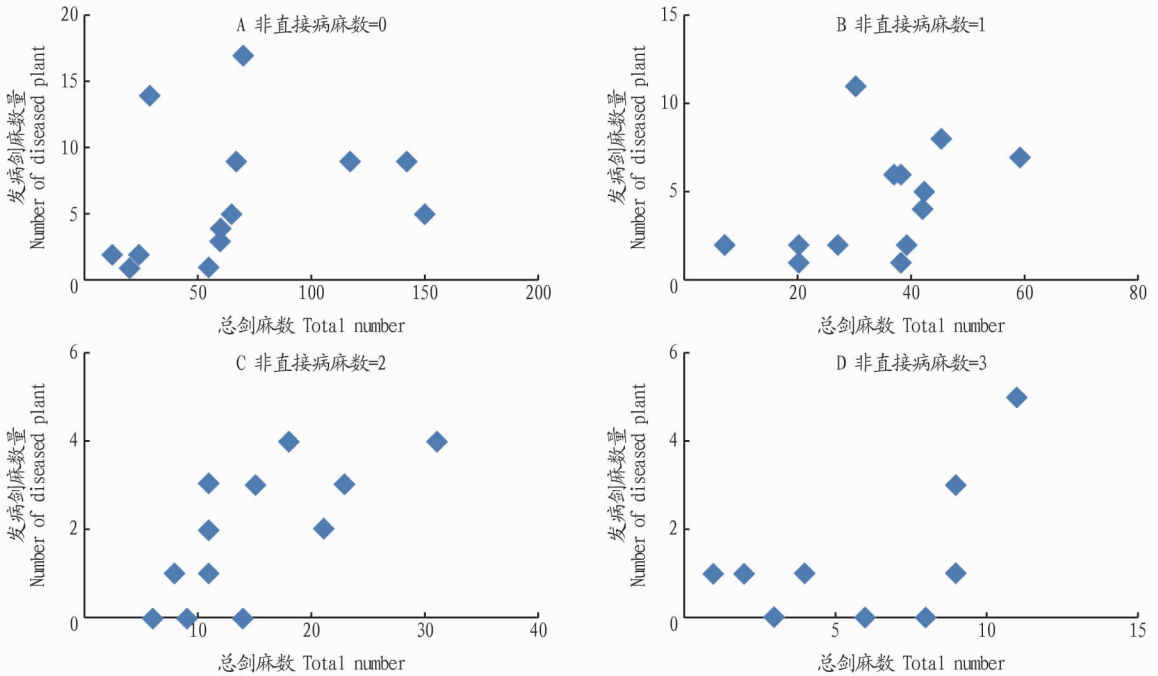 A 非直接病麻数=0
20
15
10
5
0
50 100 150 200
发病剑麻数量
Number of diseased plant
总剑麻数 Total number
B 非直接病麻数=1
15
10
5
0
20 40 60 80
发病剑麻数量
Number of diseased plant
总剑麻数 Total number
C 非直接病麻数=2
6
4
2
0
10 20 30 40
发病剑麻数量
Number of diseased plant
总剑麻数 Total number
D 非直接病麻数=3
6
4
2
0
5 10 15
发病剑麻数量
Number of diseased plant
总剑麻数 Total number